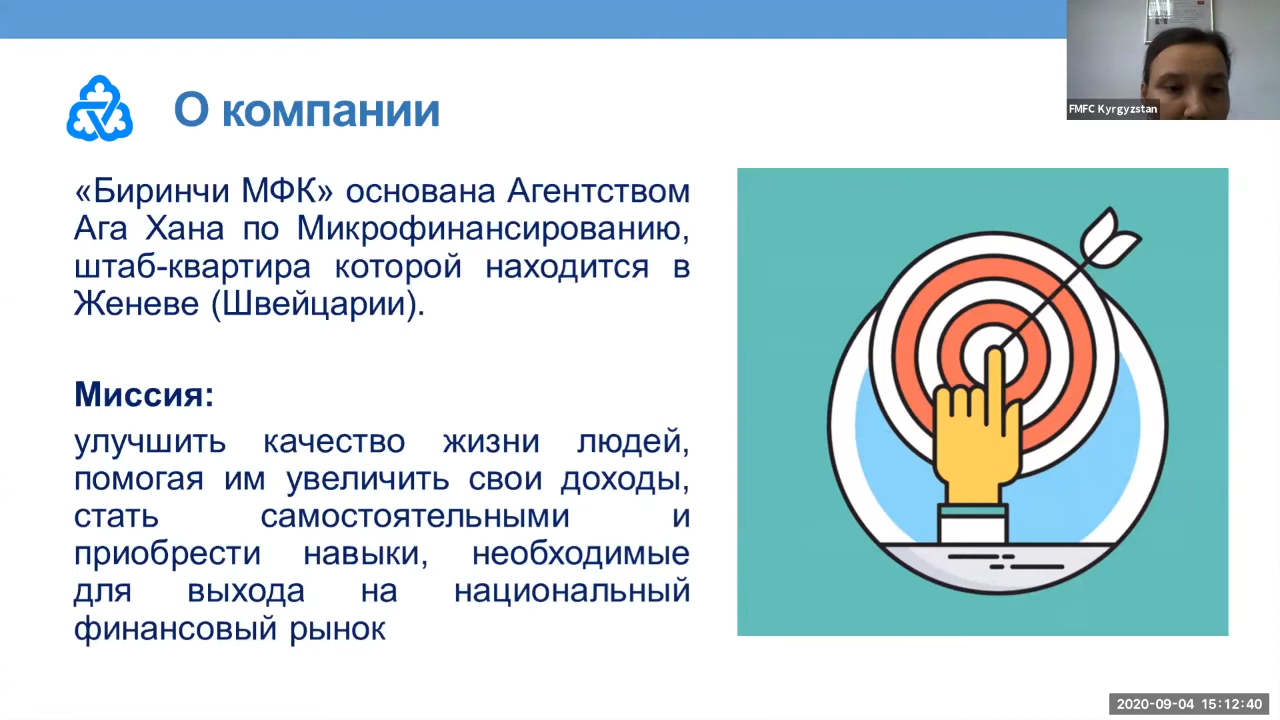 О компании
FMFC Kyrgyzstan
«Биринчи МФК» основана Агентством
Ага Хана по Микрофинансированию,
штаб-квартира которой находится в
Женеве (Швейцарии).
Миссия:
улучшить качество жизни людей,
помогая им увеличить свои доходы,
стать самостоятельными и
приобрести навыки, необходимые
для выхода на национальный
финансовый рынок
2020-09-04 15:12:40